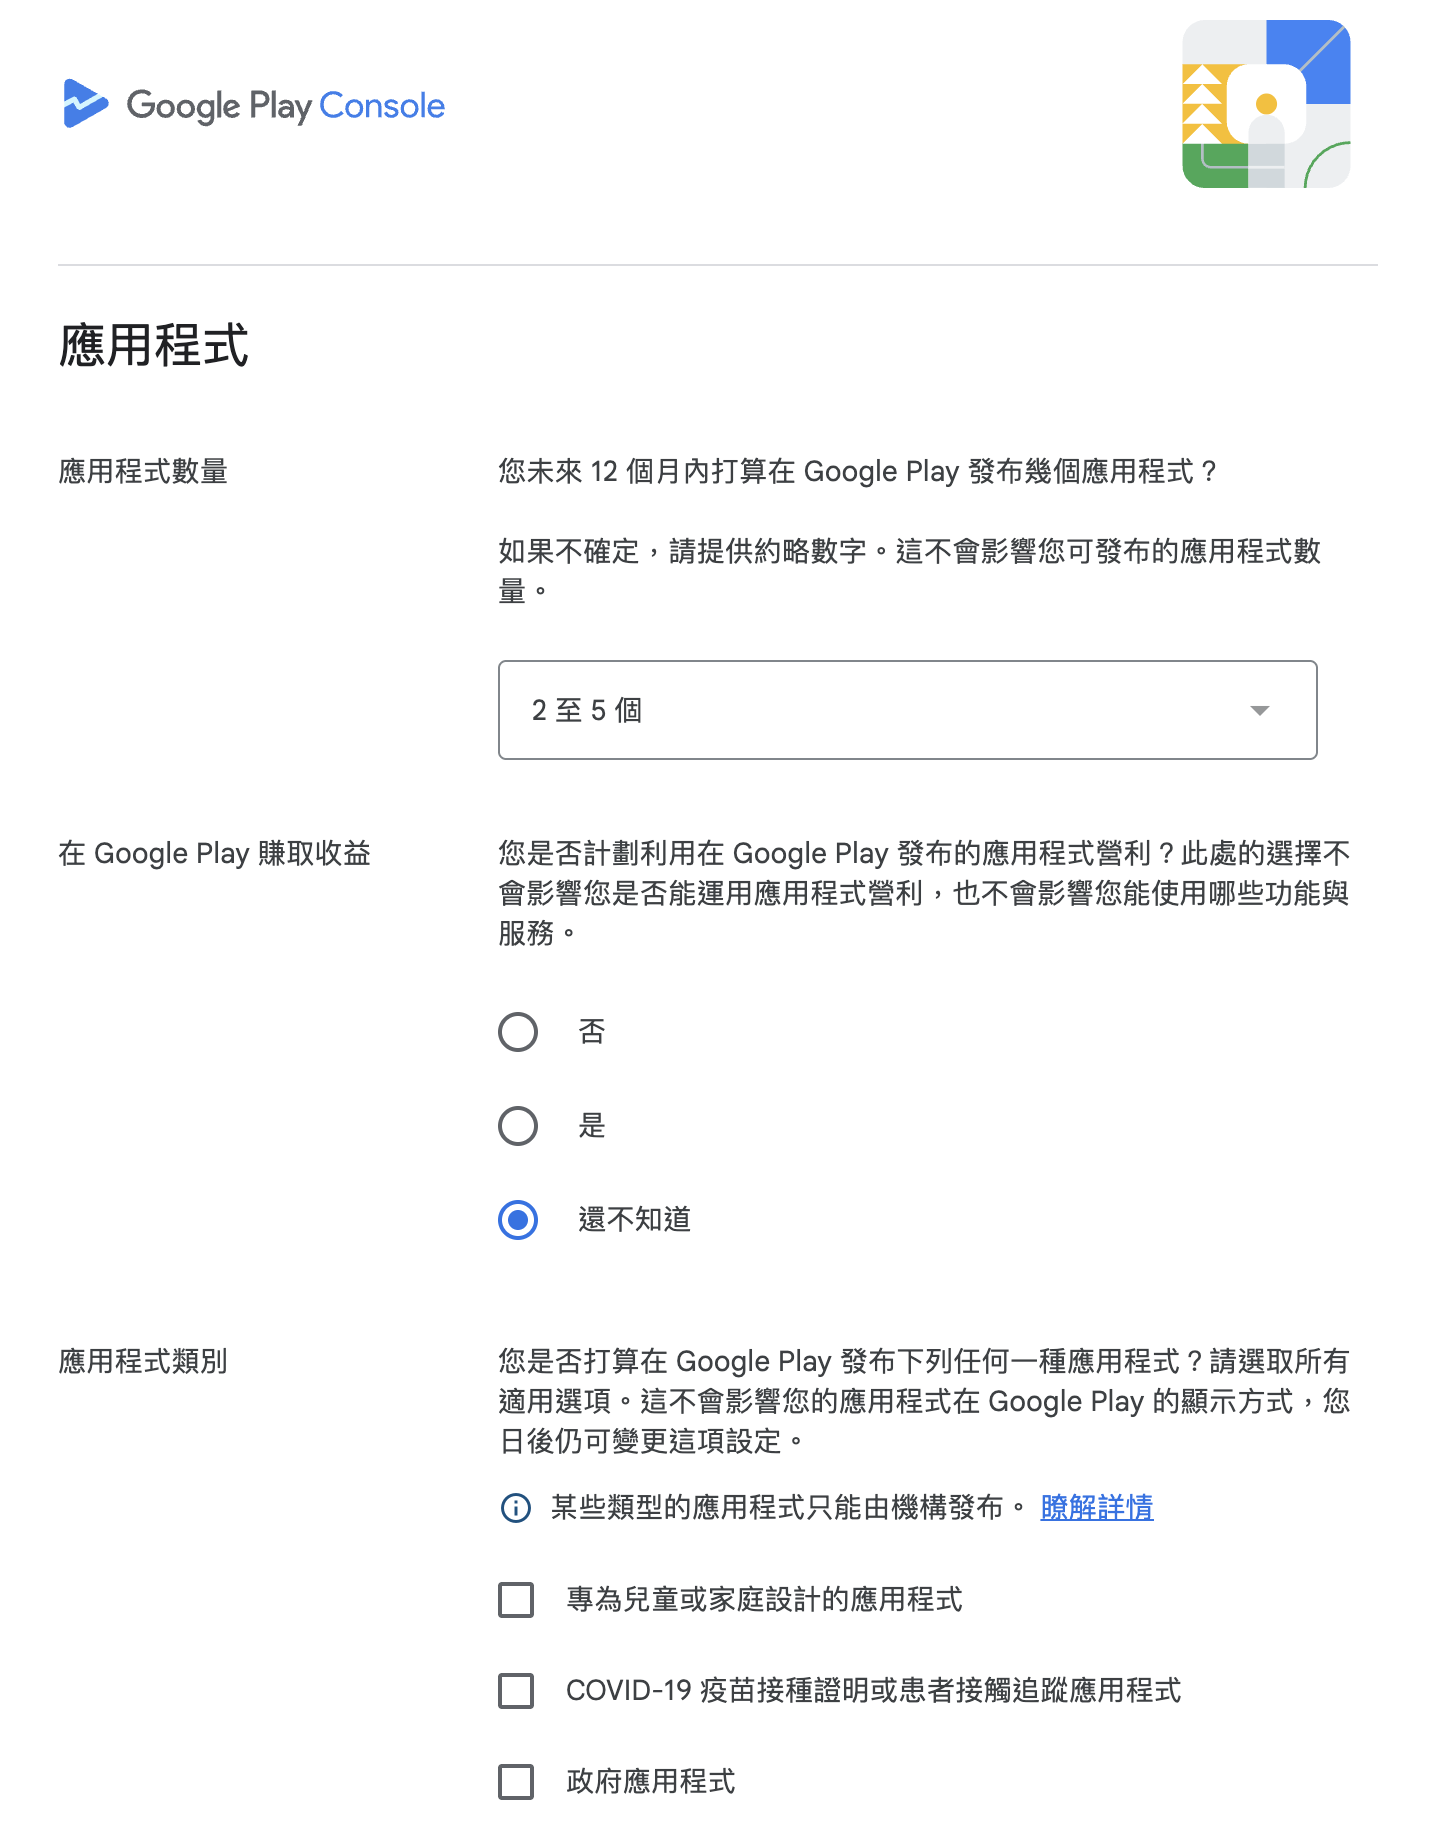 Google Play Console
應用程式
應用程式數量
您未來 12 個月內打算在 Google Play 發布幾個應用程式？
如果不確定，請提供約略數字。這不會影響您可發布的應用程式數
量。
2 至 5 個
在 Google Play 賺取收益
您是否計劃利用在 Google Play 發布的應用程式營利？此處的選擇不
會影響您是否能運用應用程式營利，也不會影響您能使用哪些功能與
服務。
否
是
還不知道
應用程式類別
您是否打算在 Google Play 發布下列任何一種應用程式？請選取所有
適用選項。這不會影響您的應用程式在 Google Play 的顯示方式，您
日後仍可變更這項設定。
某些類型的應用程式只能由機構發布。 瞭解詳情
專為兒童或家庭設計的應用程式
COVID-19 疫苗接種證明或患者接觸追蹤應用程式
政府應用程式